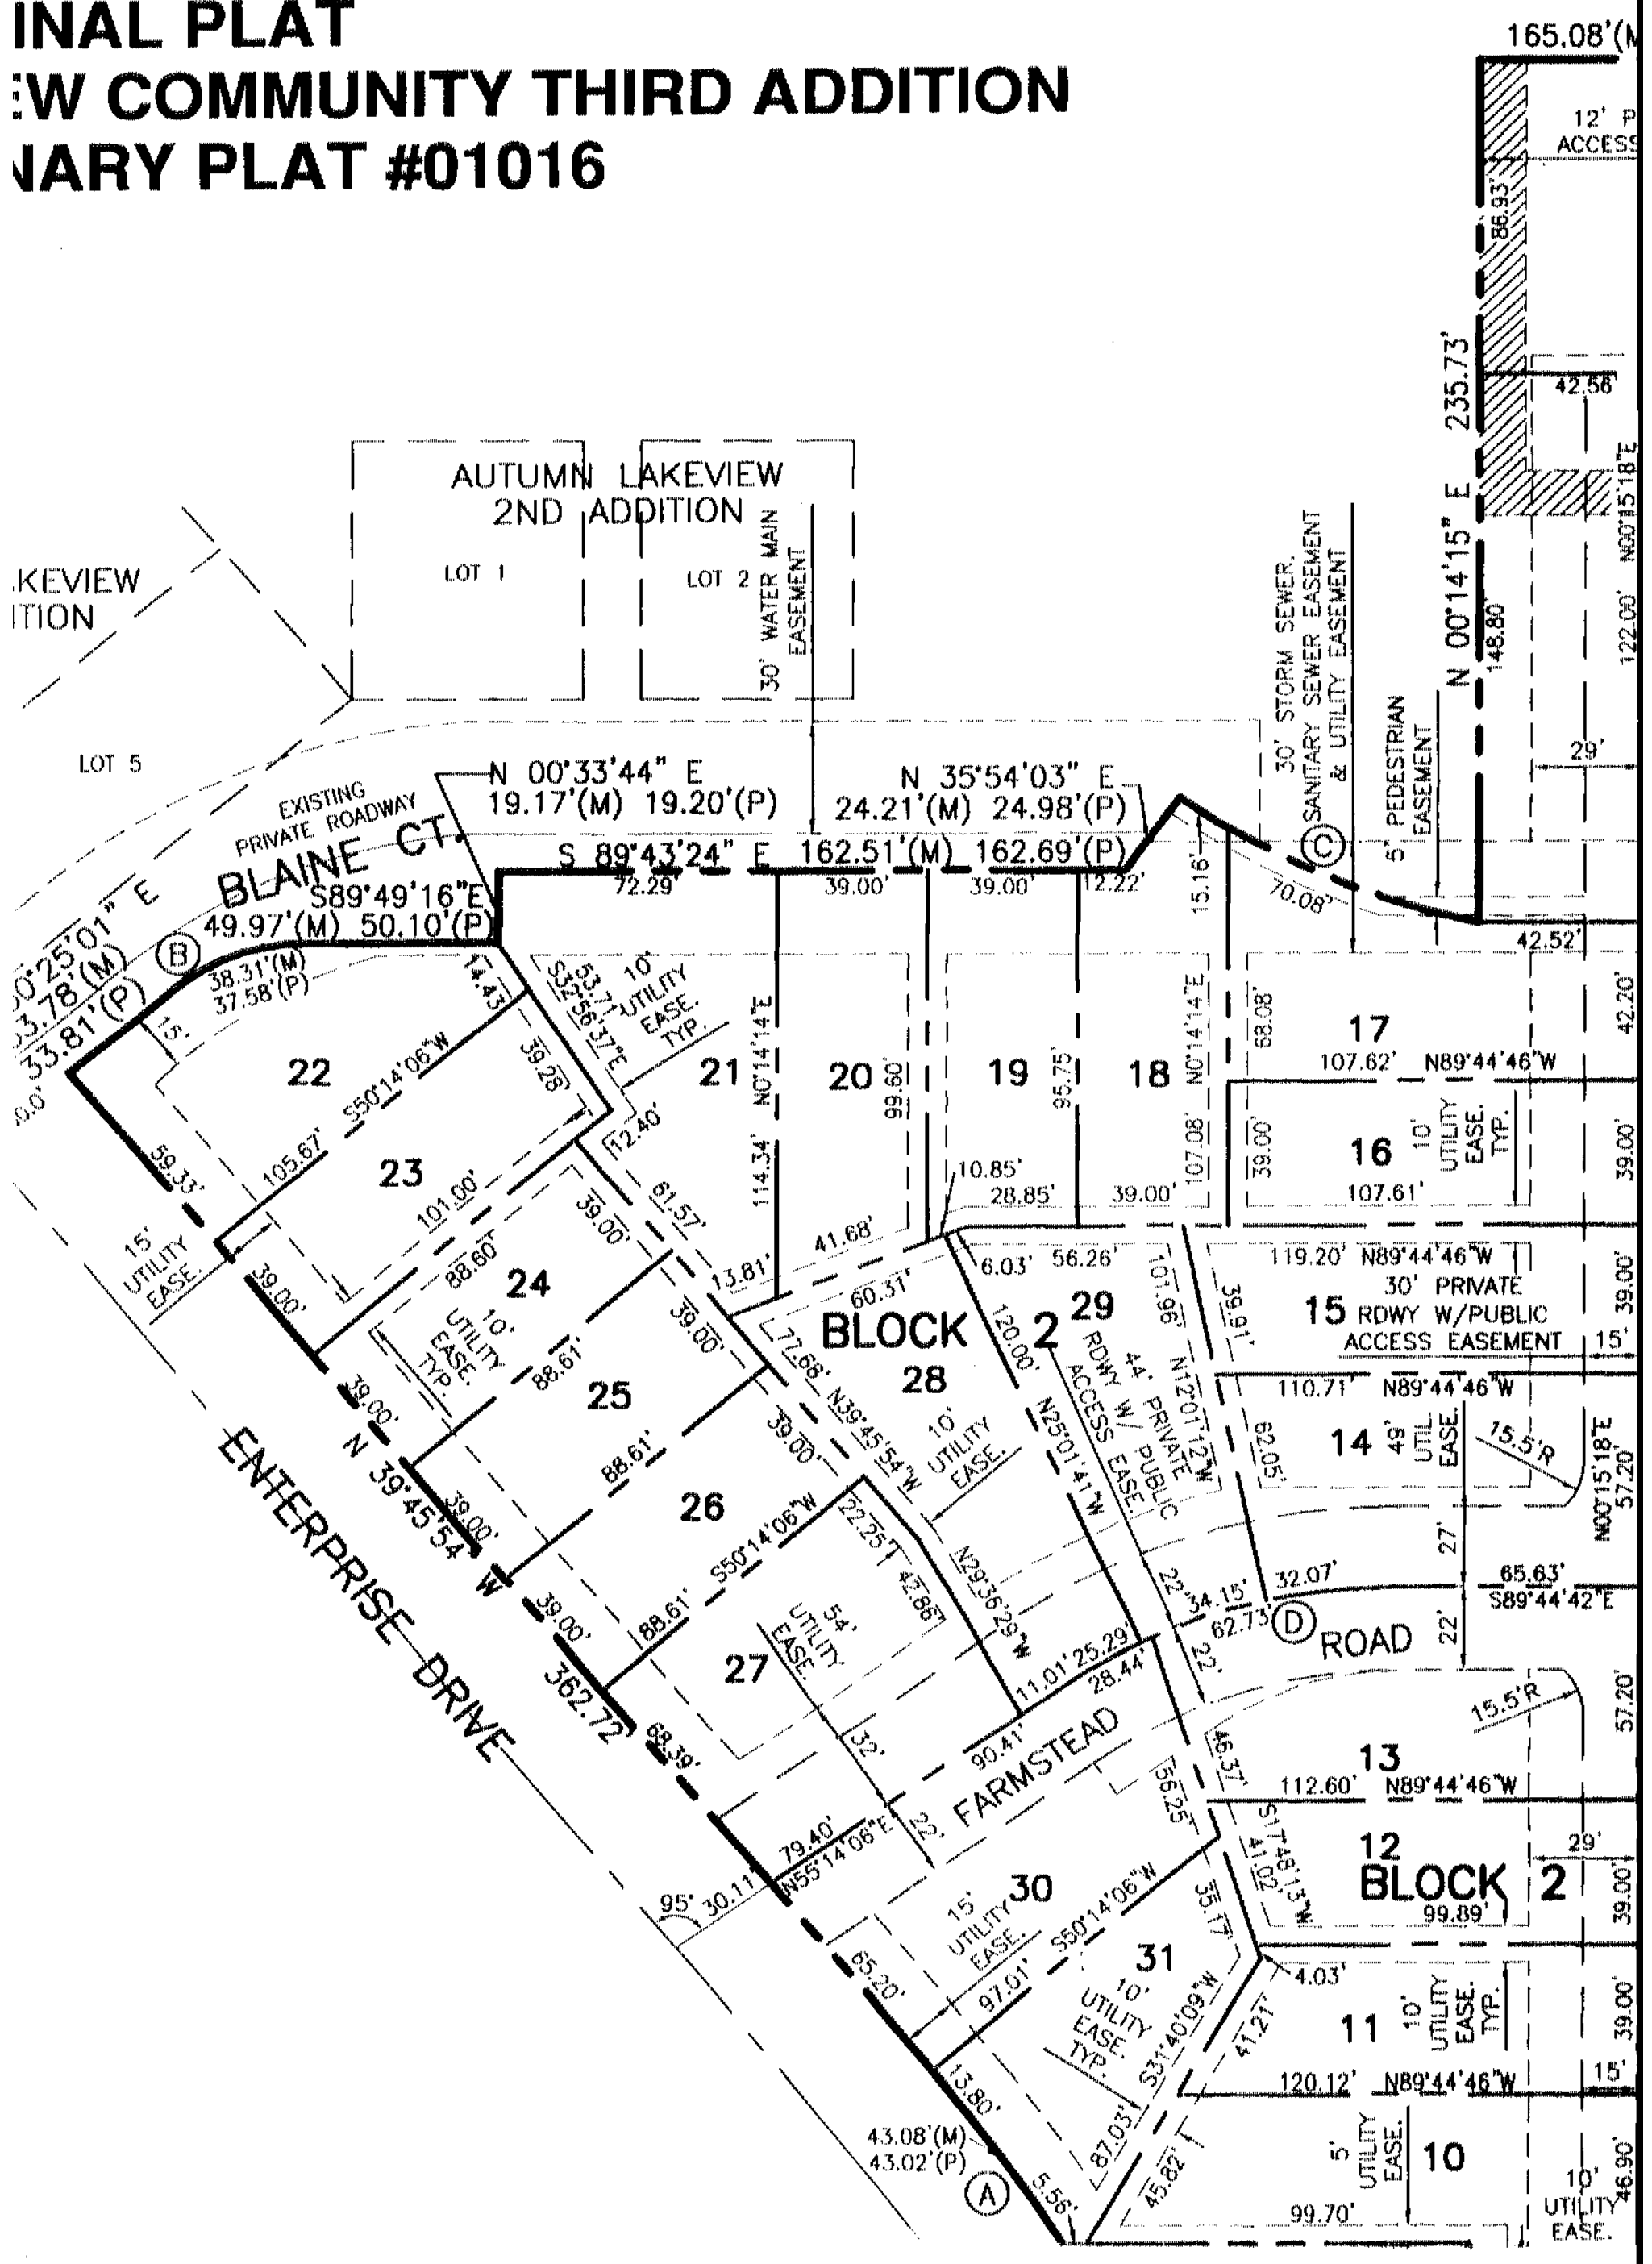 INAL PLAT
EW COMMUNITY THIRD ADDITION
NARY PLAT #01016
165.08'(M
12' P
ACCESS
86.93'
N 00°14'15" E 235.73'
148.80'
42.56'
122.00' N00°15'18"E
29'
AUTUMN LAKEVIEW
2ND ADDITION
LOT 1
LOT 2
30' WATER MAIN
EASEMENT
KEVIEW
ITION
LOT 5
30' STORM SEWER,
SANITARY SEWER EASEMENT
& UTILITY EASEMENT
5' PEDESTRIAN
EASEMENT
EXISTING
PRIVATE ROADWAY
BLAINE CT.
N 00°33'44" E
19.17'(M) 19.20'(P)
N 35°54'03" E
24.21'(M) 24.98'(P)
S 89°43'24" E 162.51'(M) 162.69'(P)
72.29'
39.00'
39.00'
12.22'
15.16'
70.08'
C
42.52'
S89°49'16"E
49.97'(M) 50.10'(P)
0°25'01" E
3.78'(M)
33.81'(P)
B
38.31'(M)
37.58'(P)
0.0'
15'
14.43'
53.71'
S32°56'37"E
10'
UTILITY
EASE.
TYP.
22
S50°14'06"W
39.28'
21
N0°14'14"E
114.34'
20
99.60'
19
95.75'
18
N0°14'14"E
107.08'
68.08'
17
42.20'
107.62' N89°44'46"W
16
10'
UTILITY
EASE.
TYP.
39.00'
39.00'
107.61'
59.33'
105.67'
23
12.40'
101.00'
88.60'
39.00'
61.57'
10.85'
28.85'
39.00'
15'
UTILITY
EASE.
39.00'
24
10'
UTILITY
EASE.
TYP.
13.81'
41.68'
60.31'
6.03'
56.26'
101.96'
N12°01'12"W
119.20' N89°44'46"W
30' PRIVATE
15 RDWY W/PUBLIC
ACCESS EASEMENT
15'
39.00'
39.91'
BLOCK 2
29
28
39.00'
77.68'
N39°45'54"W
120.00'
N25°01'41"W
44' PRIVATE
RDWY W/ PUBLIC
ACCESS EASE.
110.71' N89°44'46"W
62.05'
14
49'
UTIL.
EASE.
15.5'R
N00°15'18"E
57.20'
88.61'
25
39.00'
39.00'
10'
UTILITY
EASE.
88.61'
26
39.00'
N 39°45'54" W 362.72'
ENTERPRISE DRIVE
S50°14'06"W
88.61'
22.25'
42.86'
N29°36'29"W
39.00'
27
54'
UTILITY
EASE.
32'
22'
27'
22'
65.63'
S89°44'42"E
32.07'
34.15'
62.73'
D
22'
22'
FARMSTEAD
ROAD
11.01'
25.29'
28.44'
90.41'
68.39'
79.40'
N55°14'06"E
30.11'
95°
15.5'R
57.20'
46.37'
56.25'
13
112.60' N89°44'46"W
S17°48'13"W
41.02'
12
BLOCK 2
29'
39.00'
99.89'
30
15'
UTILITY
EASE.
S50°14'06"W
97.01'
35.17'
65.20'
31
10'
UTILITY
EASE.
TYP.
S31°40'09"W
87.03'
4.03'
41.21'
11
10'
UTILITY
EASE.
TYP.
39.00'
15'
120.12' N89°44'46"W
13.80'
43.08'(M)
43.02'(P)
A
5.56'
45.82'
5'
UTILITY
EASE.
10
46.90'
99.70'
10'
UTILITY
EASE.